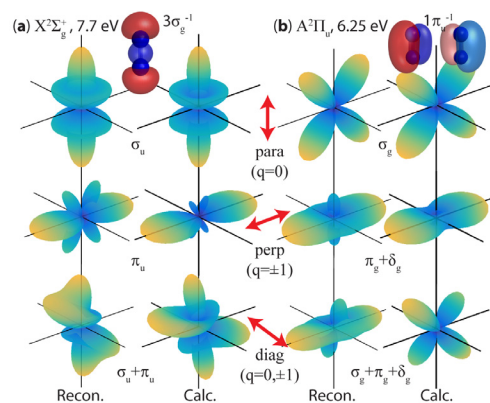 (a) X²Σg⁺, 7.7 eV 3σg⁻¹
(b) A²Πu, 6.25 eV 1πu⁻¹
σu
para
(q=0)
σg
πu
perp
(q=±1)
πg+δg
diag
(q=0,±1)
σu+πu
σg+πg+δg
Recon. Calc. Recon. Calc.